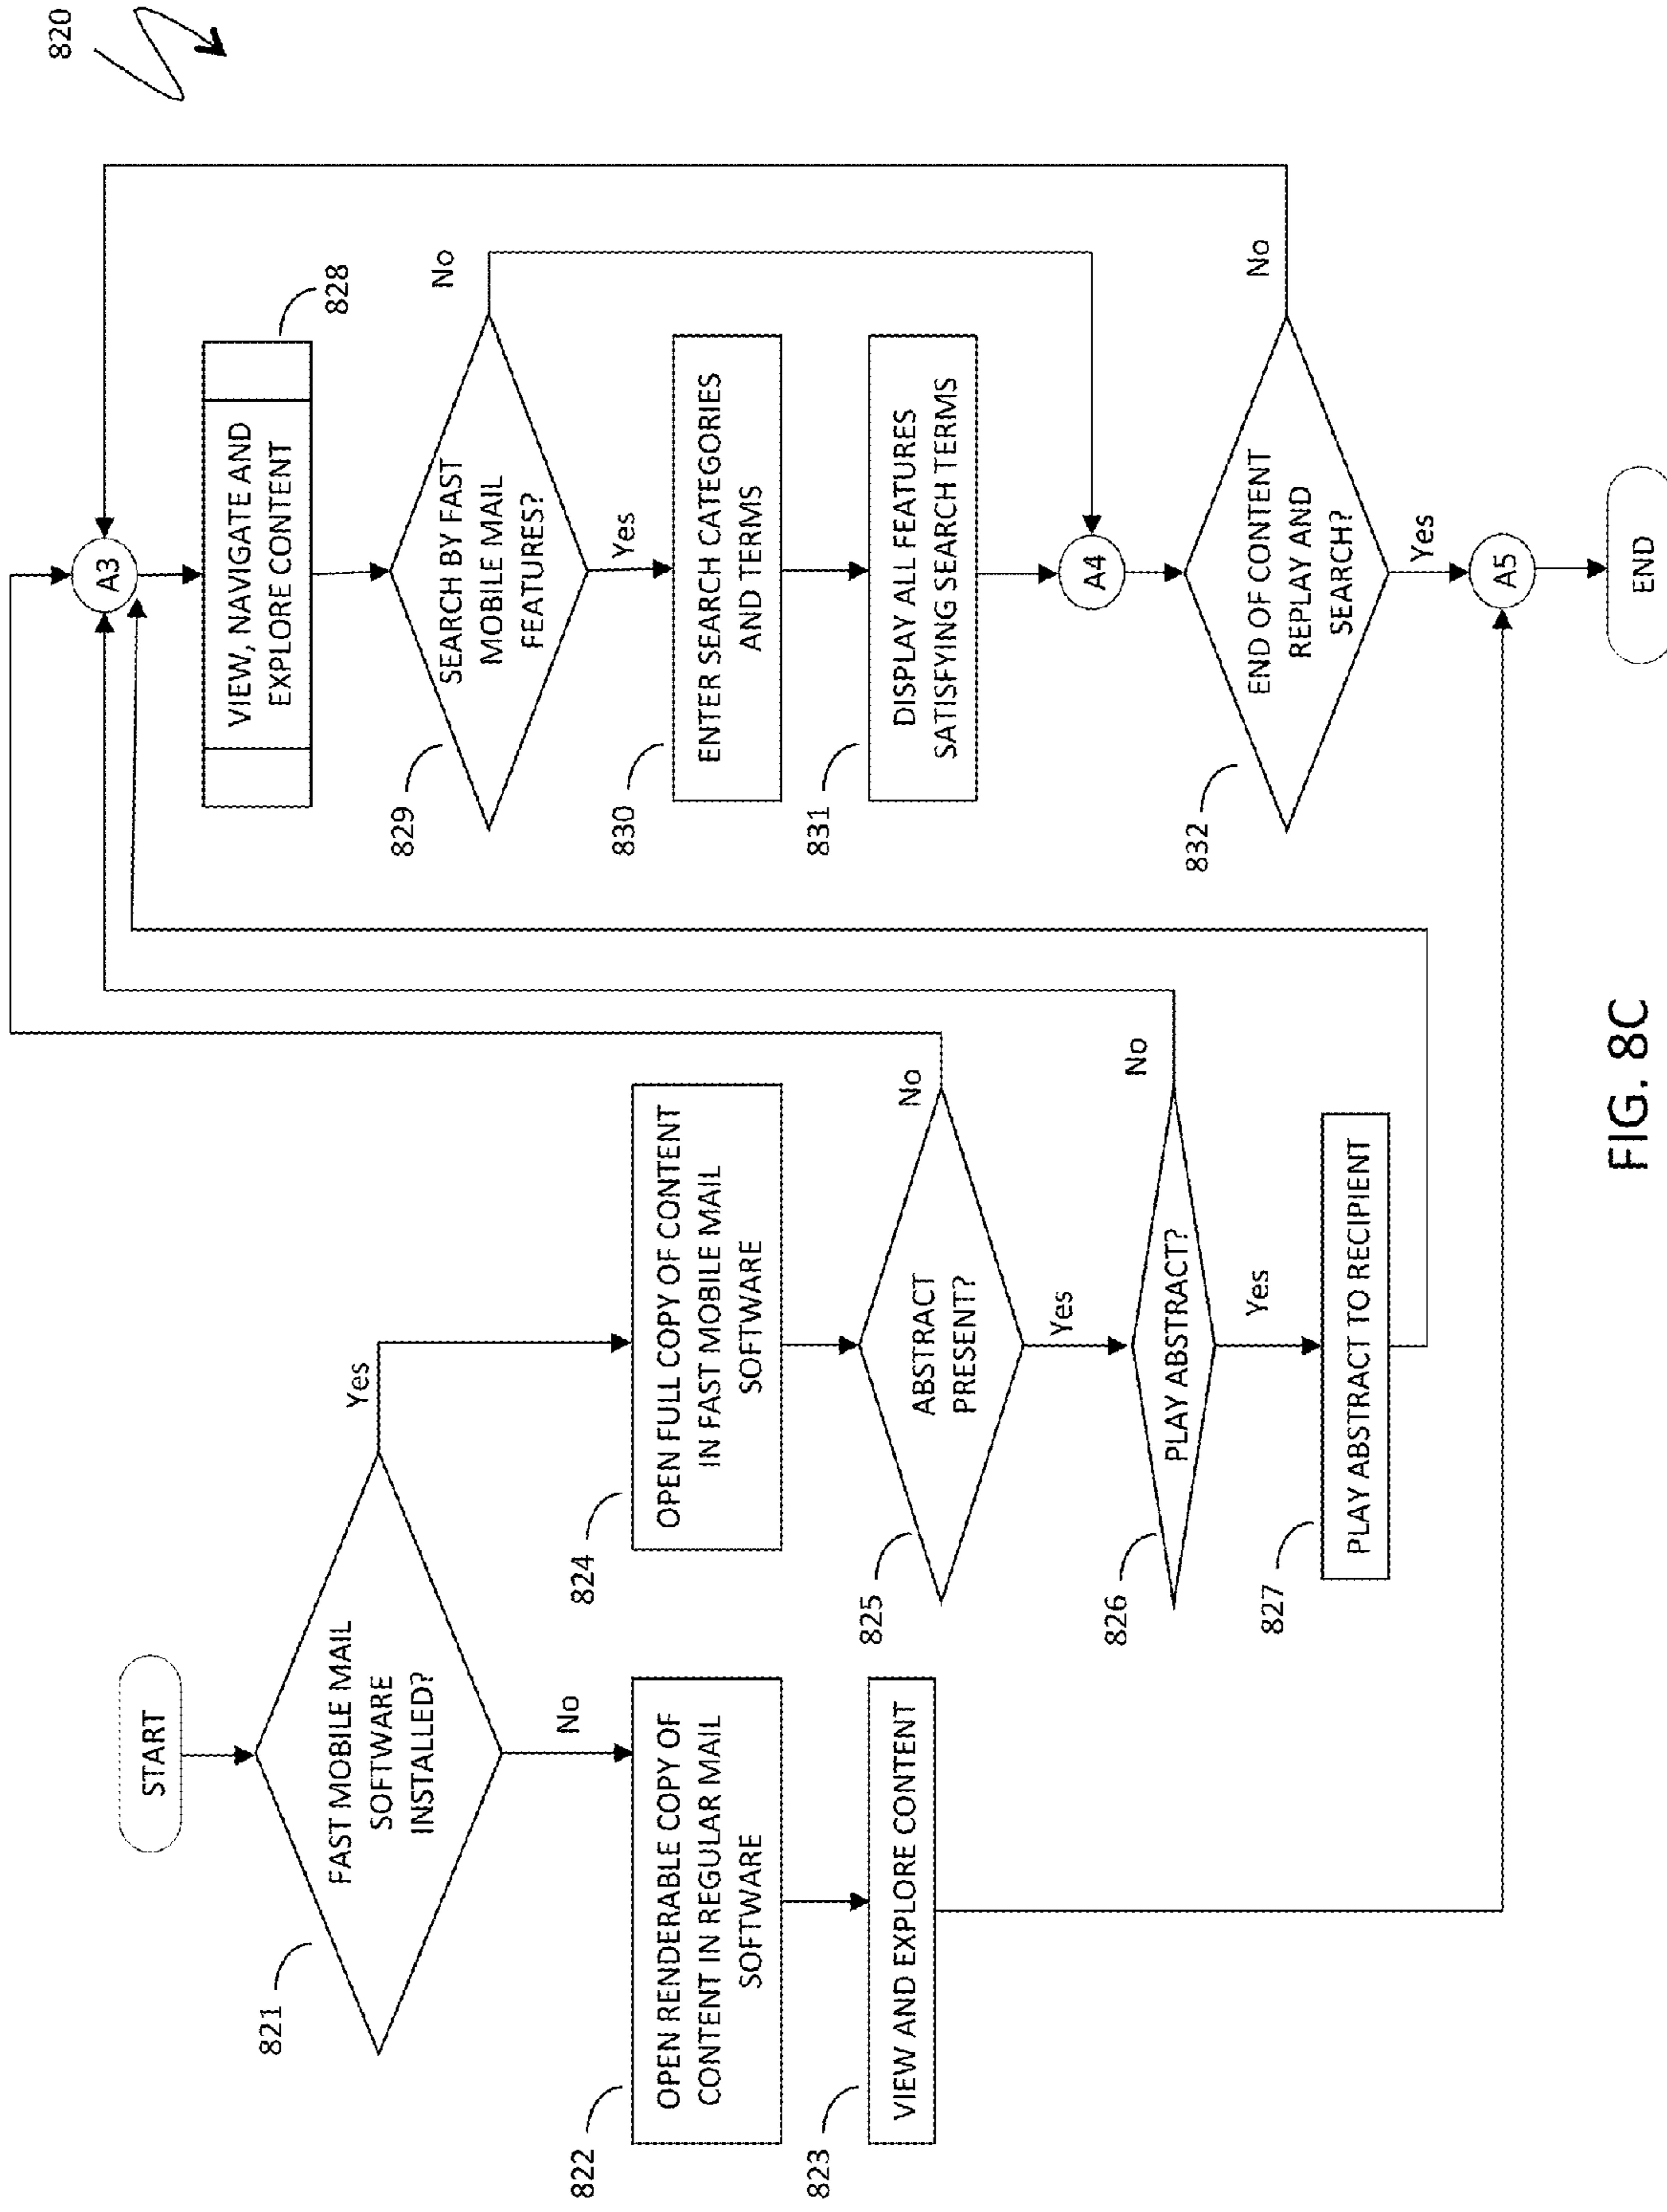 820
START
821
FAST MOBILE MAIL
SOFTWARE
INSTALLED?
Yes
No
822
OPEN RENDERABLE COPY OF
CONTENT IN REGULAR MAIL
SOFTWARE
823
VIEW AND EXPLORE CONTENT
824
OPEN FULL COPY OF CONTENT
IN FAST MOBILE MAIL
SOFTWARE
825
ABSTRACT
PRESENT?
No
Yes
826
PLAY ABSTRACT?
No
Yes
827
PLAY ABSTRACT TO RECIPIENT
A3
VIEW, NAVIGATE AND
EXPLORE CONTENT
828
829
SEARCH BY FAST
MOBILE MAIL
FEATURES?
No
Yes
830
ENTER SEARCH CATEGORIES
AND TERMS
831
DISPLAY ALL FEATURES
SATISFYING SEARCH TERMS
A4
832
END OF CONTENT
REPLAY AND
SEARCH?
No
Yes
A5
END
FIG. 8C